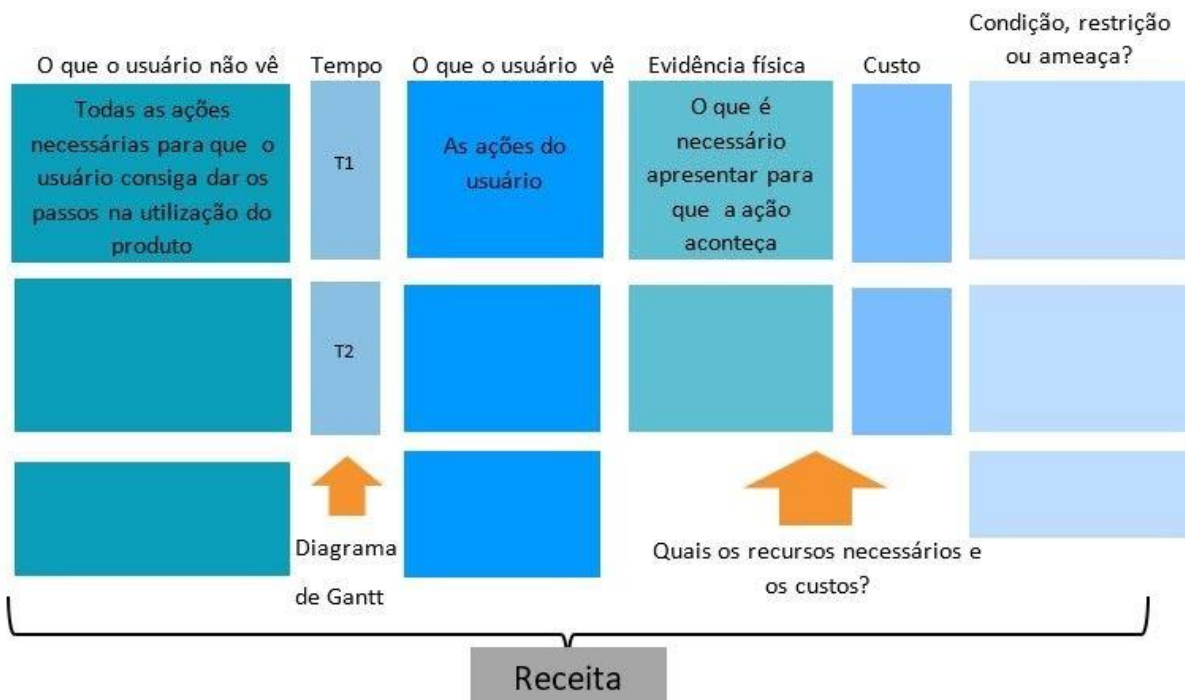 Condição, restrição
ou ameaça?
O que o usuário não vê
Tempo
O que o usuário vê
Evidência física
Custo
Todas as ações
necessárias para que o
usuário consiga dar os
passos na utilização do
produto
T1
As ações do
usuário
O que é
necessário
apresentar para
que a ação
aconteça
T2
Diagrama
de Gantt
Quais os recursos necessários e
os custos?
Receita